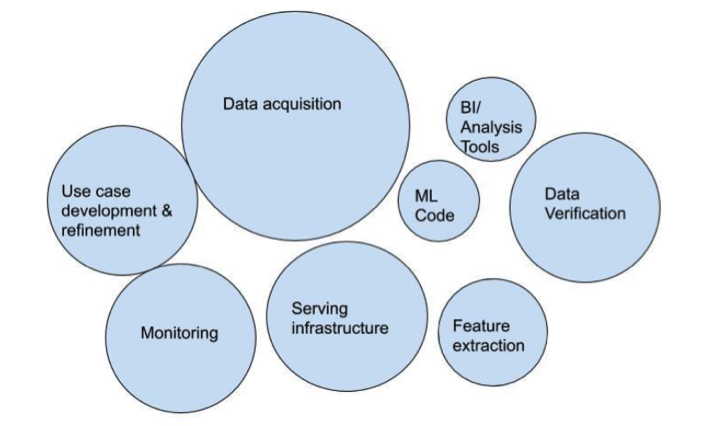 Data acquisition
BI/
Analysis
Tools
Use case
development &
refinement
ML
Code
Data
Verification
Monitoring
Serving
infrastructure
Feature
extraction